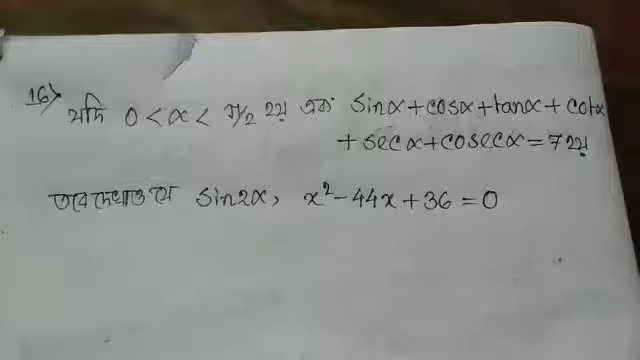 16> যদি 0 < α < π/2 হয় এবং sinα + cosα + tanα + cotα
+ secα + cosecα = 7 হয়
তবে দেখাও যে sin2α, x² - 44x + 36 = 0